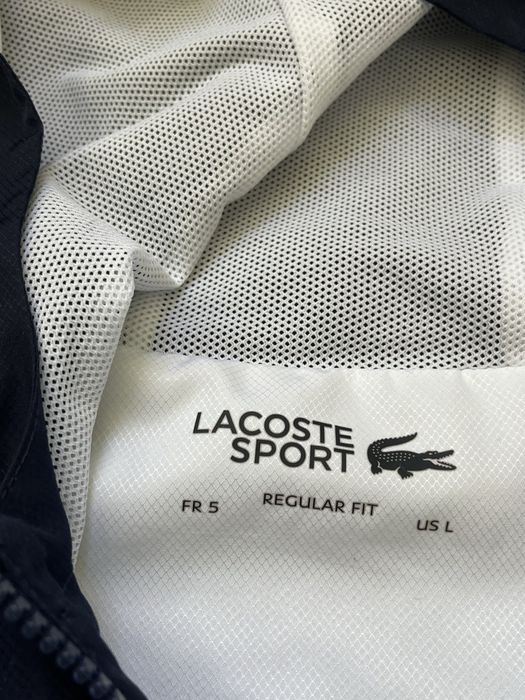 LACOSTE
SPORT
FR 5 REGULAR FIT US L